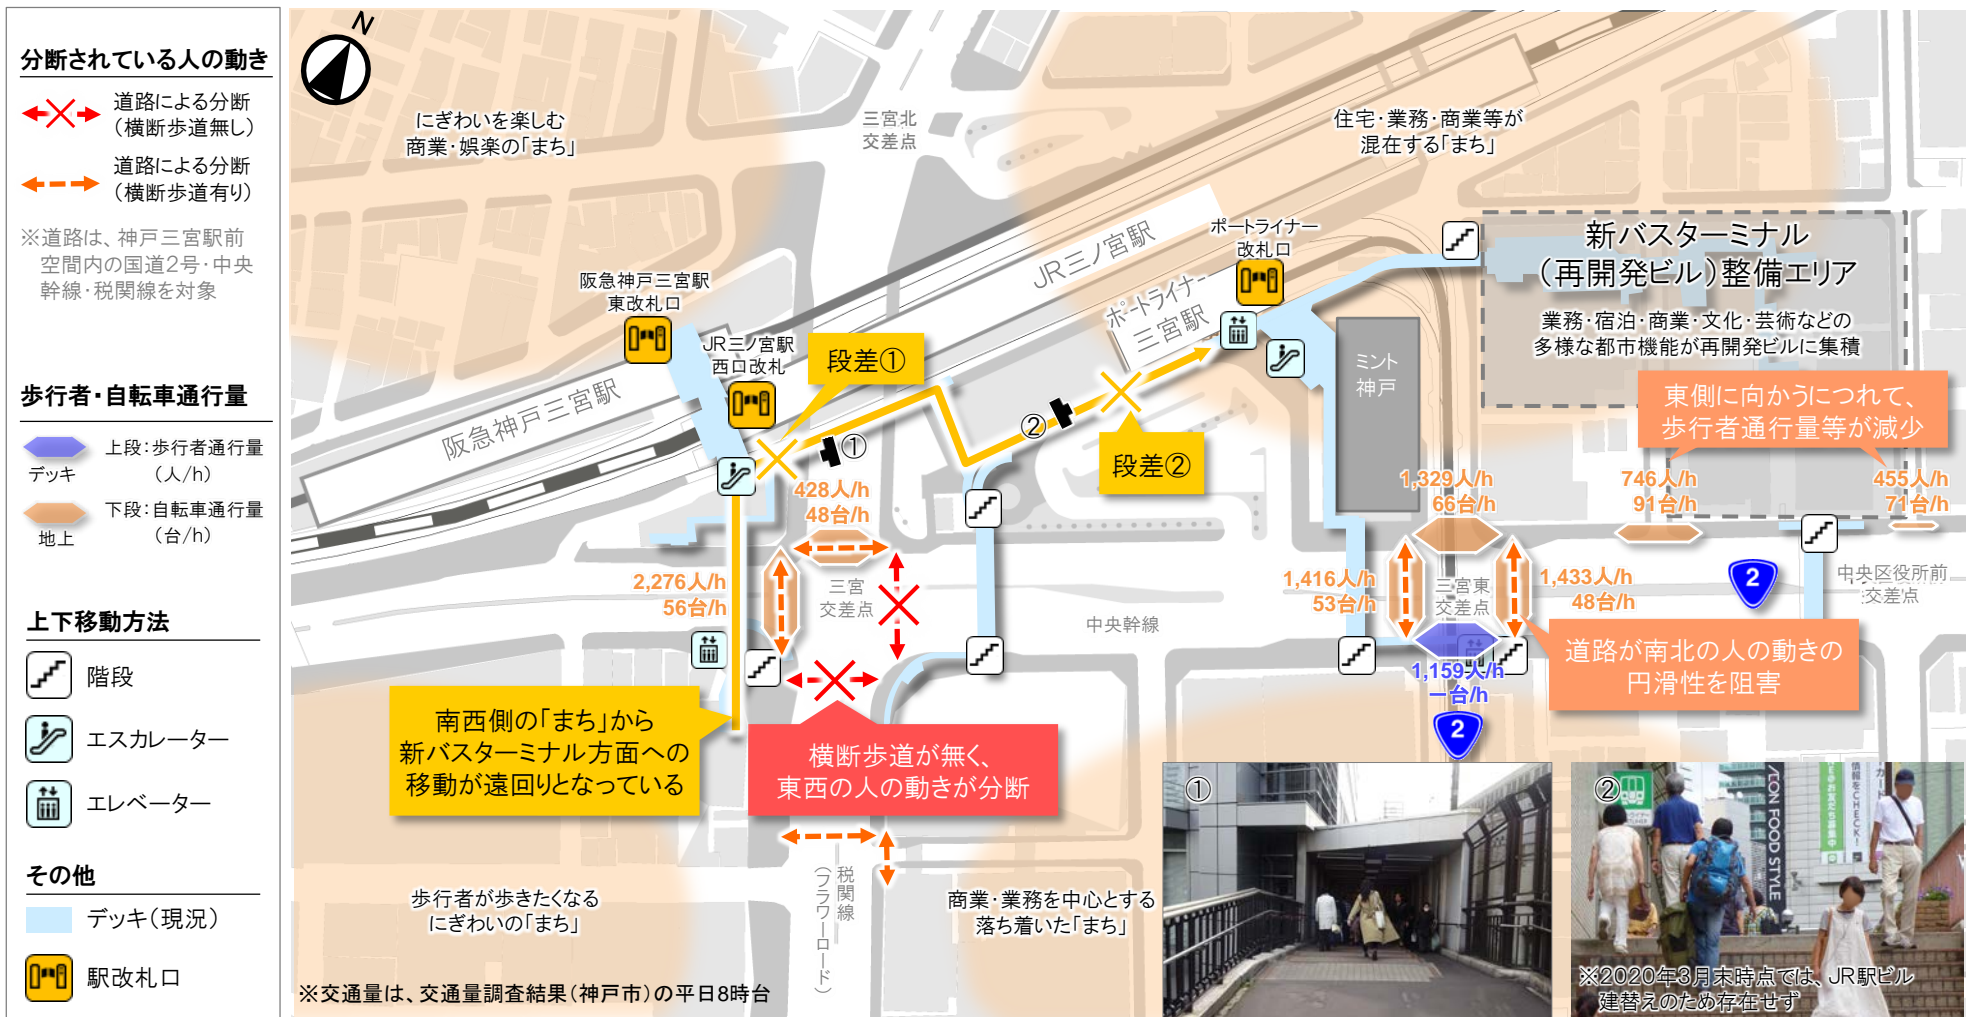 分断されている人の動き
道路による分断
（横断歩道無し）
道路による分断
（横断歩道有り）
※道路は、神戸三宮駅前
空間内の国道2号・中央
幹線・税関線を対象
歩行者・自転車通行量
デッキ
上段：歩行者通行量
（人/h）
地上
下段：自転車通行量
（台/h）
上下移動方法
階段
エスカレーター
エレベーター
その他
デッキ（現況）
駅改札口
N
にぎわいを楽しむ
商業・娯楽の「まち」
三宮北
交差点
住宅・業務・商業等が
混在する「まち」
ポートライナー
改札口
新バスターミナル
（再開発ビル）整備エリア
業務・宿泊・商業・文化・芸術などの
多様な都市機能が再開発ビルに集積
阪急神戸三宮駅
東改札口
JR三ノ宮駅
西口改札
JR三ノ宮駅
ポートライナー
三宮駅
阪急神戸三宮駅
段差①
①
②
段差②
ミント
神戸
東側に向かうにつれて、
歩行者通行量等が減少
428人/h
48台/h
1,329人/h
66台/h
746人/h
91台/h
455人/h
71台/h
2,276人/h
56台/h
三宮
交差点
中央幹線
1,416人/h
53台/h
三宮東
交差点
1,433人/h
48台/h
2
中央区役所前
交差点
1,159人/h
ー台/h
2
道路が南北の人の動きの
円滑性を阻害
南西側の「まち」から
新バスターミナル方面への
移動が遠回りとなっている
横断歩道が無く、
東西の人の動きが分断
税関線
（フラワーロード）
歩行者が歩きたくなる
にぎわいの「まち」
商業・業務を中心とする
落ち着いた「まち」
※交通量は、交通量調査結果（神戸市）の平日8時台
①
②
EON FOOD STYLE
情報をCHECK!
※2020年3月末時点では、JR駅ビル
建替えのため存在せず